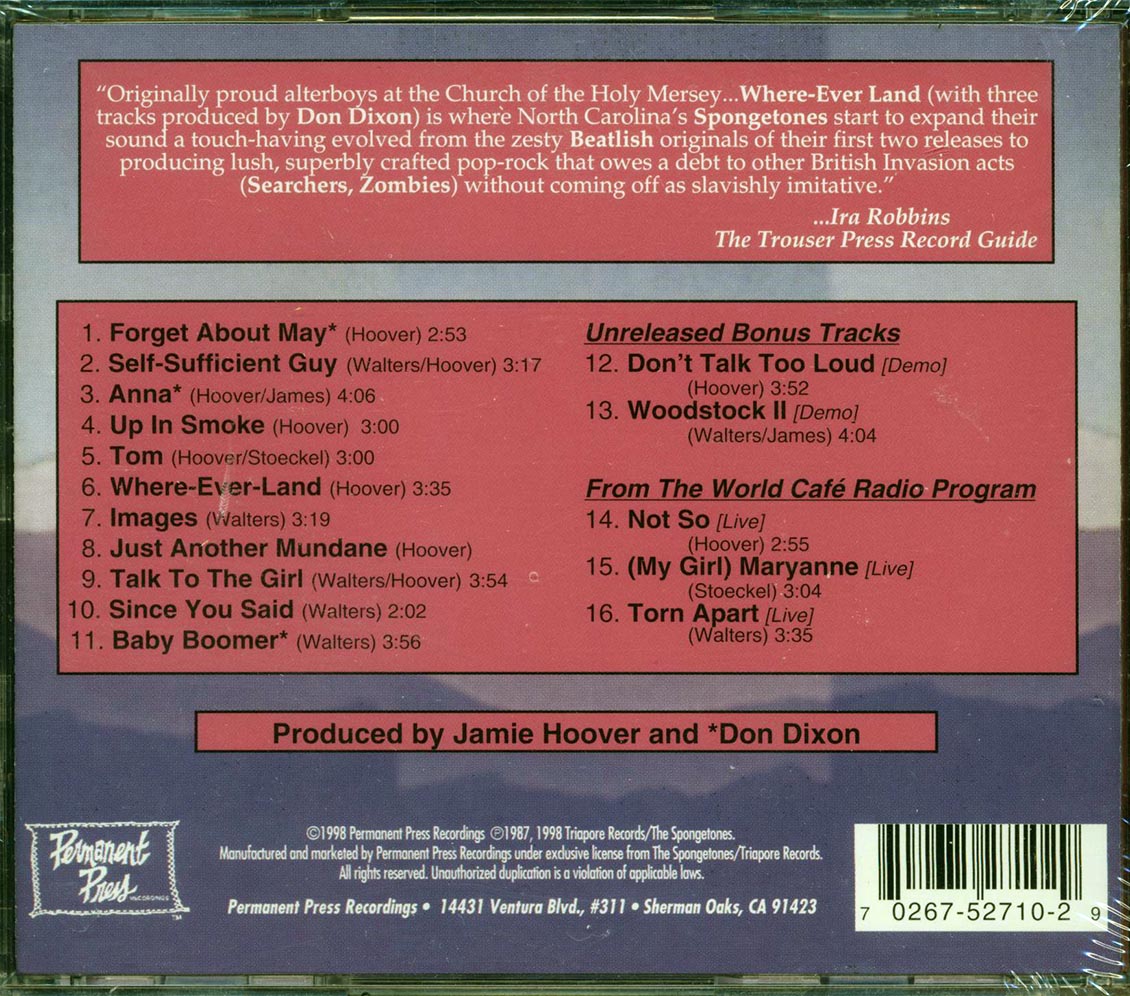 “Originally proud alterboys at the Church of the Holy Mersey...Where-Ever Land (with three
tracks produced by Don Dixon) is where North Carolina’s Spongetones start to expand their
sound a touch-having evolved from the zesty Beatlish originals of their first two releases to
producing lush, superbly crafted pop-rock that owes a debt to other British Invasion acts
(Searchers, Zombies) without coming off as slavishly imitative.”
...Ira Robbins
The Trouser Press Record Guide
1. Forget About May* (Hoover) 2:53
2. Self-Sufficient Guy (Walters/Hoover) 3:17
3. Anna* (Hoover/James) 4:06
4. Up In Smoke (Hoover) 3:00
5. Tom (Hoover/Stoeckel) 3:00
6. Where-Ever-Land (Hoover) 3:35
7. Images (Walters) 3:19
8. Just Another Mundane (Hoover)
9. Talk To The Girl (Walters/Hoover) 3:54
10. Since You Said (Walters) 2:02
11. Baby Boomer* (Walters) 3:56
Unreleased Bonus Tracks
12. Don’t Talk Too Loud [Demo]
(Hoover) 3:52
13. Woodstock II [Demo]
(Walters/James) 4:04
From The World Café Radio Program
14. Not So [Live]
(Hoover) 2:55
15. (My Girl) Maryanne [Live]
(Stoeckel) 3:04
16. Torn Apart [Live]
(Walters) 3:35
Produced by Jamie Hoover and *Don Dixon
Permanent
Press
RECORDINGS
TM
©1998 Permanent Press Recordings ℗1987, 1998 Triapore Records/The Spongetones.
Manufactured and marketed by Permanent Press Recordings under exclusive license from The Spongetones/Triapore Records.
All rights reserved. Unauthorized duplication is a violation of applicable laws.
Permanent Press Recordings • 14431 Ventura Blvd., #311 • Sherman Oaks, CA 91423
7 0267-52710-2 9